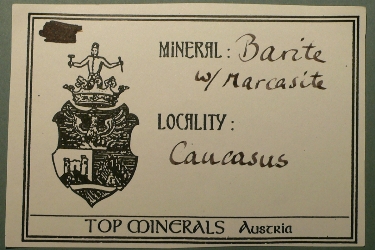 MINERAL: Barite
w/ Marcasite
LOCALITY:
Caucasus
TOP MINERALS Austria